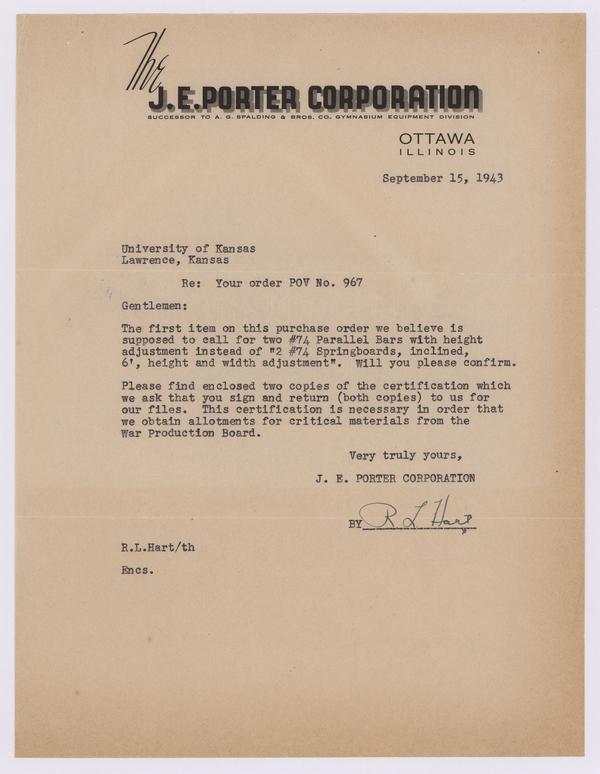 The
J.E.PORTER CORPORATION
SUCCESSOR TO A. G. SPALDING & BROS. CO. GYMNASIUM EQUIPMENT DIVISION
OTTAWA
ILLINOIS
September 15, 1943
University of Kansas
Lawrence, Kansas
Re: Your order POV No. 967
Gentlemen:
The first item on this purchase order we believe is
supposed to call for two #74 Parallel Bars with height
adjustment instead of "2 #74 Springboards, inclined,
6', height and width adjustment". Will you please confirm.
Please find enclosed two copies of the certification which
we ask that you sign and return (both copies) to us for
our files. This certification is necessary in order that
we obtain allotments for critical materials from the
War Production Board.
Very truly yours,
J. E. PORTER CORPORATION
BY R L Hart
R.L.Hart/th
Encs.